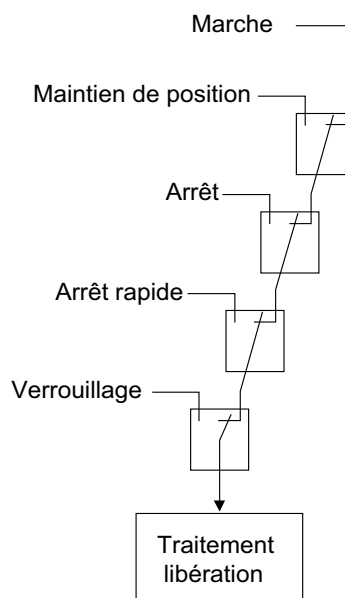 Marche
Maintien de position
Arrêt
Arrêt rapide
Verrouillage
Traitement
libération